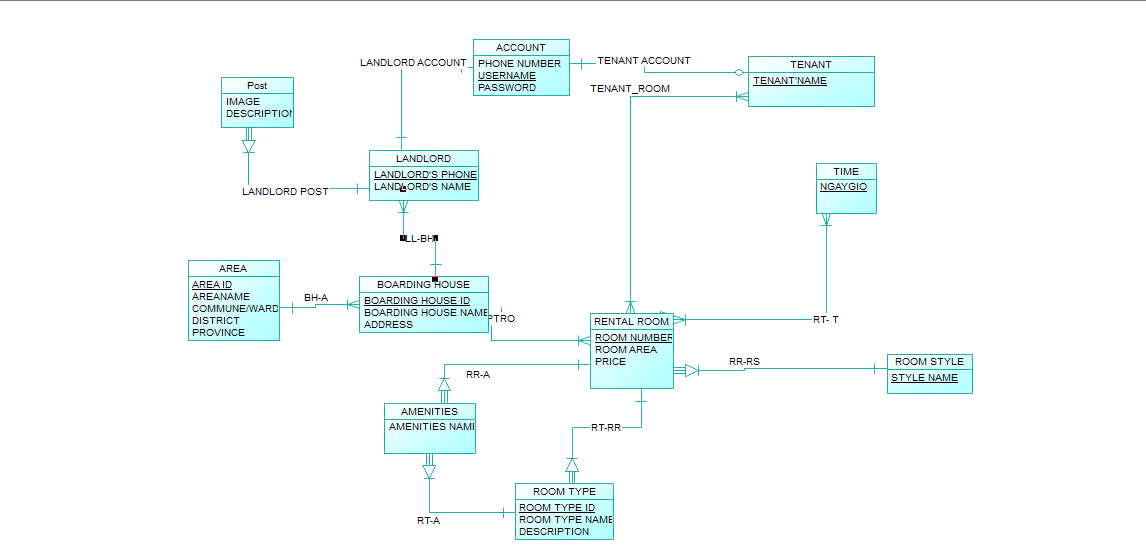 ACCOUNT
PHONE NUMBER
USERNAME
PASSWORD
LANDLORD ACCOUNT
TENANT ACCOUNT
TENANT
TENANT'NAME
TENANT_ROOM
Post
IMAGE
DESCRIPTION
LANDLORD
LANDLORD'S PHONE
LANDLORD'S NAME
LANDLORD POST
TIME
NGAYGIO
LL-BH
AREA
AREA ID
AREANAME
COMMUNE/WARD
DISTRICT
PROVINCE
BH-A
BOARDING HOUSE
BOARDING HOUSE ID
BOARDING HOUSE NAME
ADDRESS
PTRO
RENTAL ROOM
ROOM NUMBER
ROOM AREA
PRICE
RT- T
RR-RS
ROOM STYLE
STYLE NAME
RR-A
AMENITIES
AMENITIES NAME
RT-RR
RT-A
ROOM TYPE
ROOM TYPE ID
ROOM TYPE NAME
DESCRIPTION